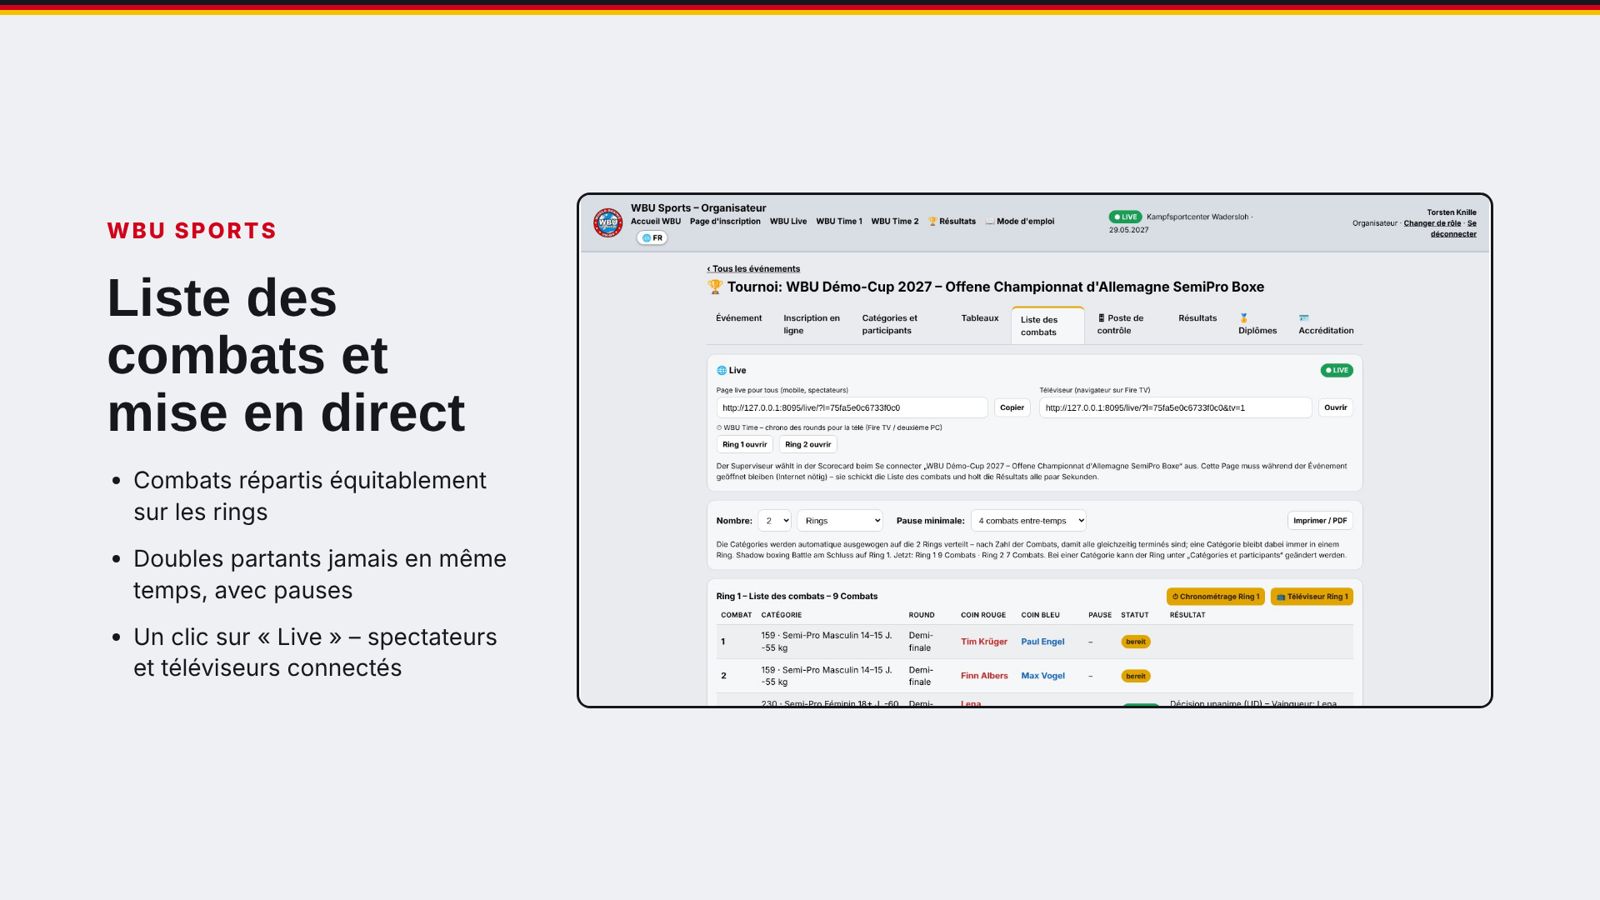 WBU SPORTS
Liste des
combats et
mise en direct
• Combats répartis équitablement
sur les rings
• Doubles partants jamais en même
temps, avec pauses
• Un clic sur « Live » – spectateurs
et téléviseurs connectés
WBU Sports – Organisateur
Accueil WBU Page d'inscription WBU Live WBU Time 1 WBU Time 2 🏆 Résultats 📖 Mode d'emploi
🌐 FR
● LIVE Kampfsportcenter Wadersloh ·
29.05.2027
Torsten Knille
Organisateur · Changer de rôle · Se
déconnecter
‹ Tous les événements
🏆 Tournoi: WBU Démo-Cup 2027 – Offene Championnat d'Allemagne SemiPro Boxe
Événement
Inscription en
ligne
Catégories et
participants
Tableaux
Liste des
combats
Poste de
contrôle
Résultats
Diplômes
Accréditation
🌐 Live
● LIVE
Page live pour tous (mobile, spectateurs)
http://127.0.0.1:8095/live/?l=75fa5e0c6733f0c0 Copier
Téléviseur (navigateur sur Fire TV)
http://127.0.0.1:8095/live/?l=75fa5e0c6733f0c0&tv=1 Ouvrir
⏱ WBU Time – chrono des rounds pour la télé (Fire TV / deuxième PC)
Ring 1 ouvrir Ring 2 ouvrir
Der Superviseur wählt in der Scorecard beim Se connecter „WBU Démo-Cup 2027 – Offene Championnat d'Allemagne SemiPro Boxe“ aus. Cette Page muss während der Événement
geöffnet bleiben (Internet nötig) – sie schickt die Liste des combats und holt die Résultats alle paar Sekunden.
Nombre: 2 Rings Pause minimale: 4 combats entre-temps Imprimer / PDF
Die Catégories werden automatique ausgewogen auf die 2 Rings verteilt – nach Zahl der Combats, damit alle gleichzeitig terminés sind; eine Catégorie bleibt dabei immer in einem
Ring. Shadow boxing Battle am Schluss auf Ring 1. Jetzt: Ring 1 9 Combats · Ring 2 7 Combats. Bei einer Catégorie kann der Ring unter „Catégories et participants“ geändert werden.
Ring 1 – Liste des combats – 9 Combats
⏱ Chronométrage Ring 1 📺 Téléviseur Ring 1
COMBAT CATÉGORIE ROUND COIN ROUGE COIN BLEU PAUSE STATUT RÉSULTAT
1 159 · Semi-Pro Masculin 14–15 J. -55 kg Demi-finale Tim Krüger Paul Engel – bereit
2 159 · Semi-Pro Masculin 14–15 J. -55 kg Demi-finale Finn Albers Max Vogel – bereit
230 · Semi-Pro Féminin 18+ J. -60 Demi- Lena Décision unanime (UD) – Vainqueur: Lena